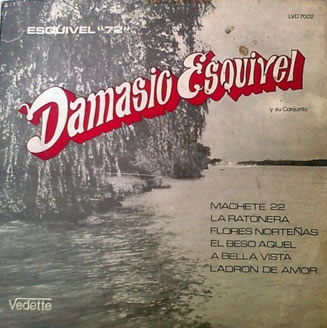 LVD 7002
ESQUIVEL "72"
Damasio Esquivel
y su Conjunto
MACHETE 22
LA RATONERA
FLORES NORTEÑAS
EL BESO AQUEL
A BELLA VISTA
LADRON DE AMOR
Vedette